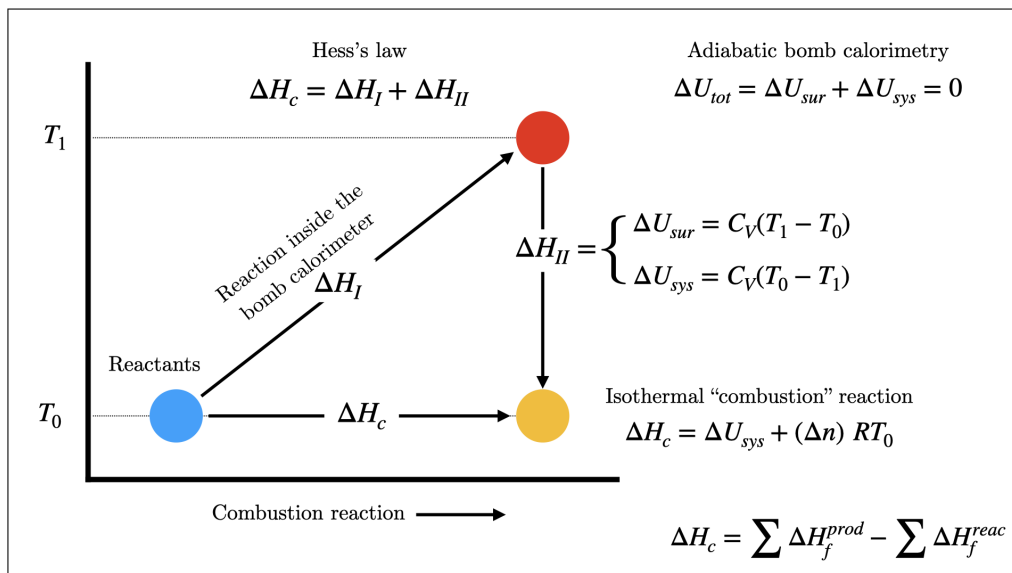 Hess's law
ΔH_c = ΔH_I + ΔH_II
Adiabatic bomb calorimetry
ΔU_tot = ΔU_sur + ΔU_sys = 0
T_1
Reaction inside the
bomb calorimeter
ΔH_I
ΔH_II = {
ΔU_sur = C_V(T_1 − T_0)
ΔU_sys = C_V(T_0 − T_1)
Reactants
T_0
ΔH_c
Isothermal “combustion” reaction
ΔH_c = ΔU_sys + (Δn) RT_0
Combustion reaction
ΔH_c = ∑ ΔH_f^prod − ∑ ΔH_f^reac